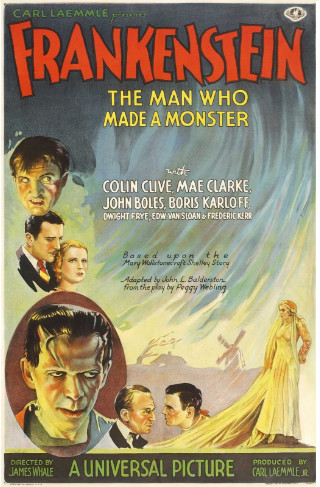 CARL LAEMMLE presents
FRANKENSTEIN
THE MAN WHO
MADE A MONSTER
with
COLIN CLIVE, MAE CLARKE,
JOHN BOLES, BORIS KARLOFF,
DWIGHT FRYE, EDW. VAN SLOAN & FREDERIC KERR
Based upon the
Mary Wollstonecraft Shelley Story
Adapted by John L. Balderston
from the play by Peggy Webling
DIRECTED BY
JAMES WHALE
A UNIVERSAL PICTURE
PRODUCED BY
CARL LAEMMLE JR.